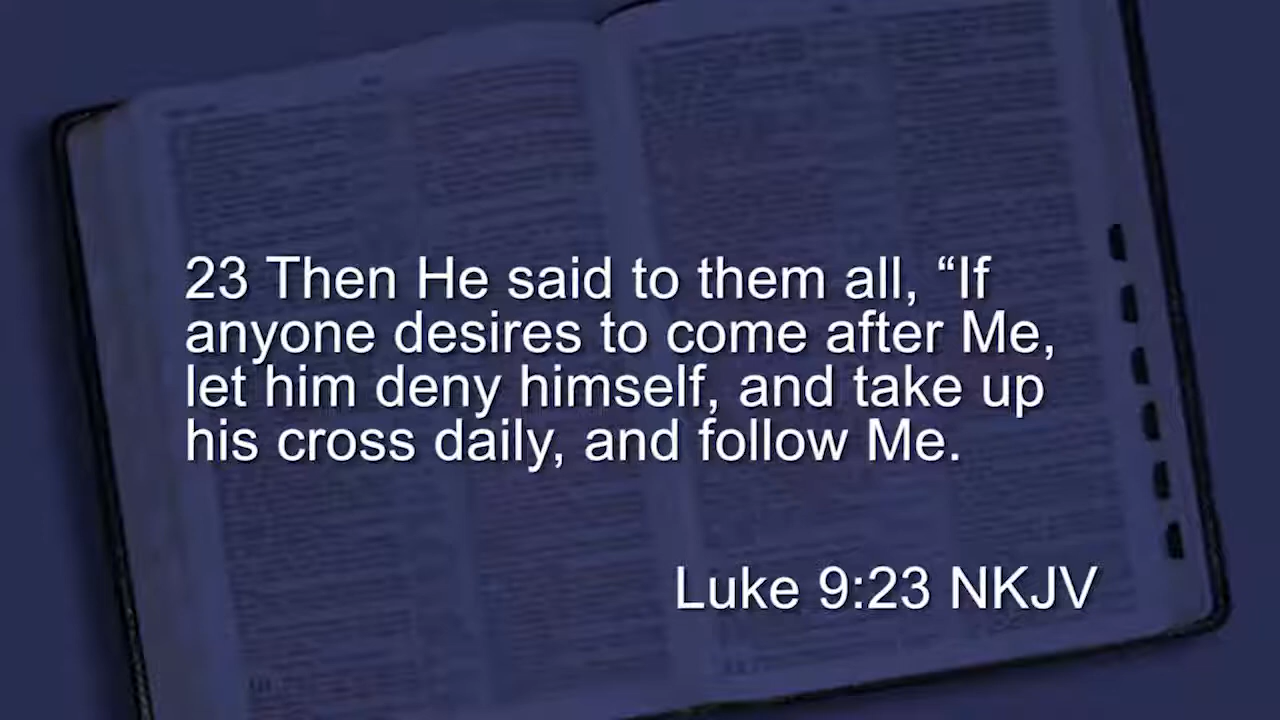 23 Then He said to them all, “If
anyone desires to come after Me,
let him deny himself, and take up
his cross daily, and follow Me.
Luke 9:23 NKJV